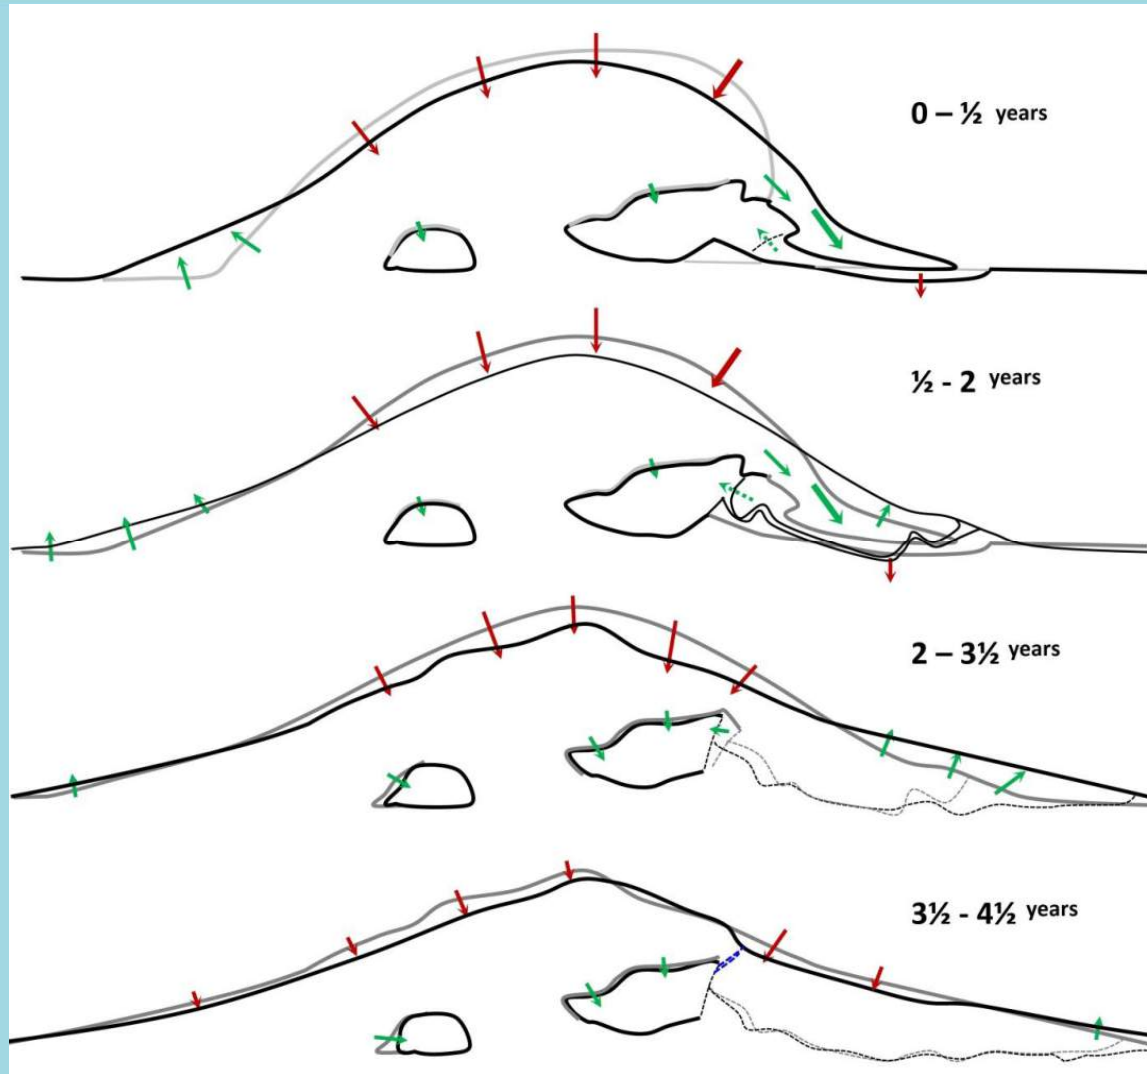 0 – ½ years
½ - 2 years
2 – 3½ years
3½ - 4½ years